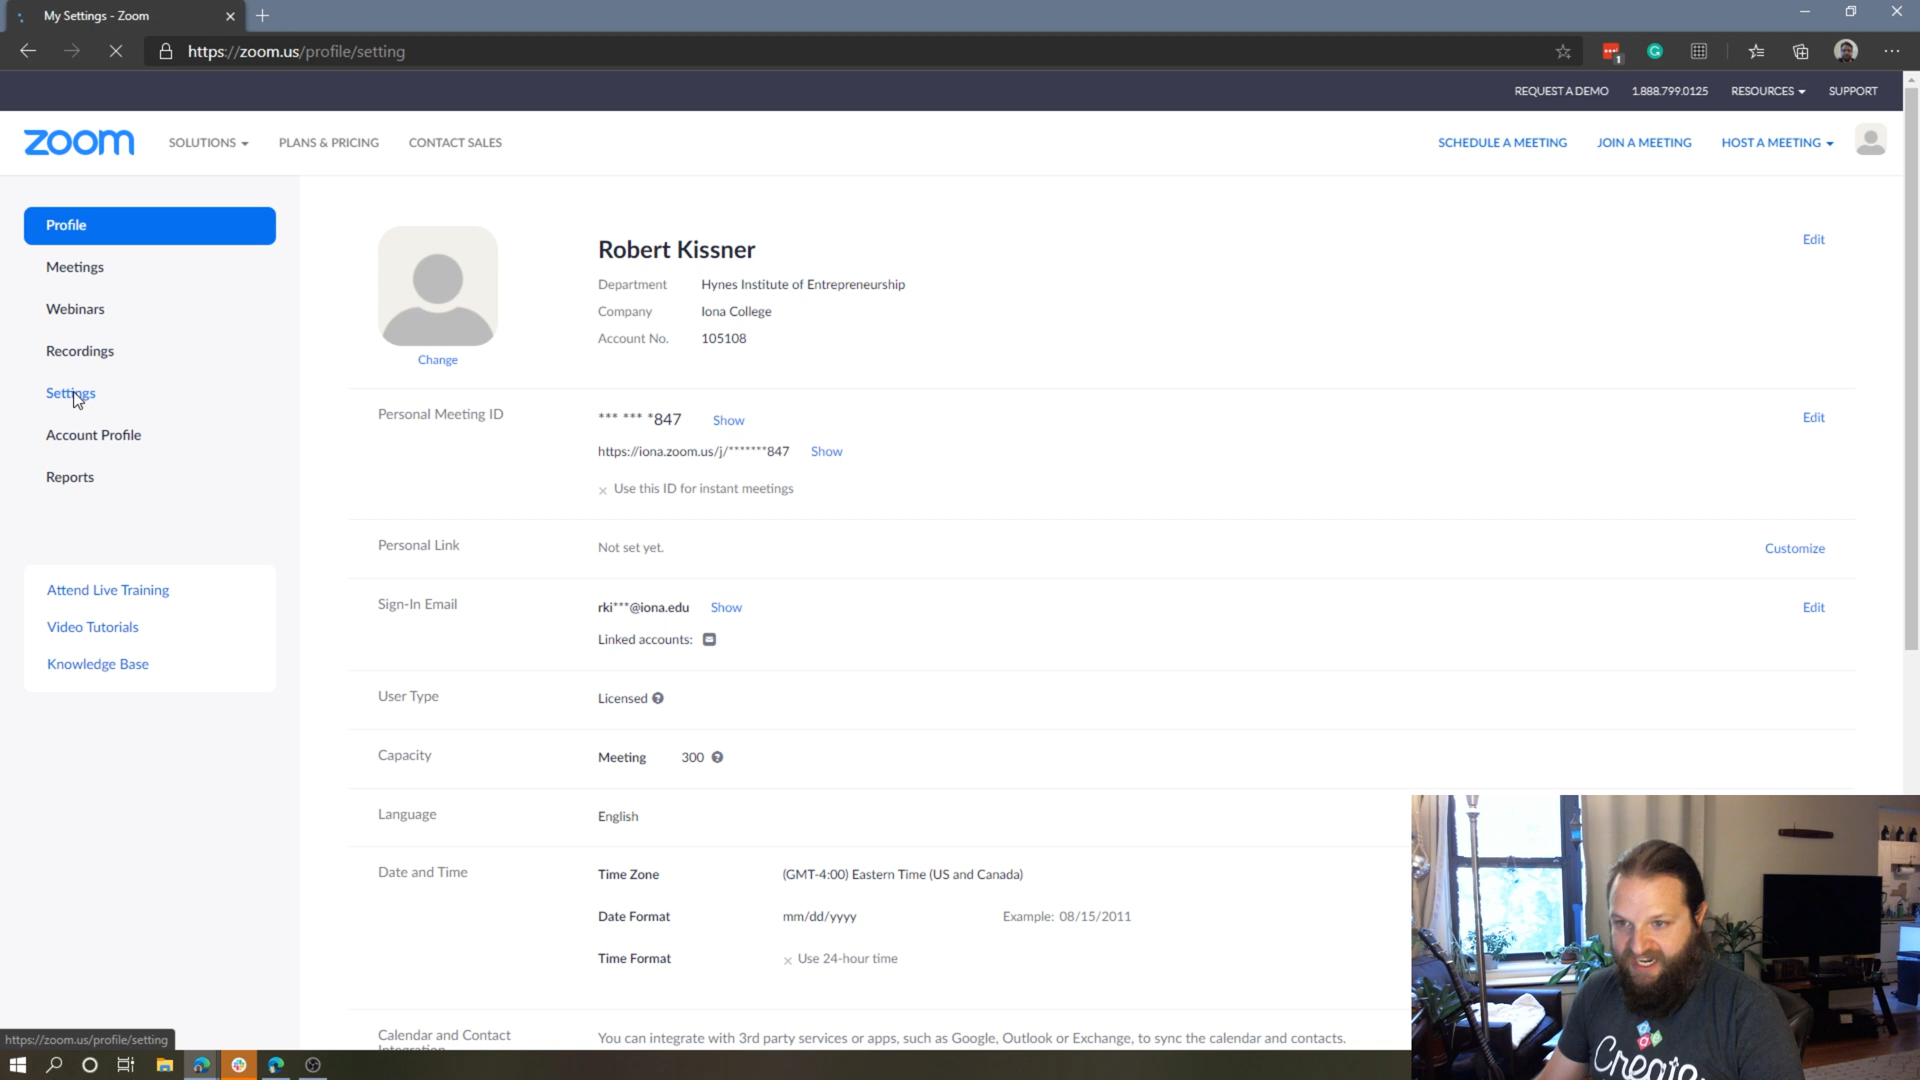 My Settings - Zoom
https://zoom.us/profile/setting
1
REQUEST A DEMO 1.888.799.0125 RESOURCES SUPPORT
zoom SOLUTIONS PLANS & PRICING CONTACT SALES SCHEDULE A MEETING JOIN A MEETING HOST A MEETING
Profile
Meetings
Webinars
Recordings
Settings
Account Profile
Reports
Attend Live Training
Video Tutorials
Knowledge Base
Change
Robert Kissner Edit
Department Hynes Institute of Entrepreneurship
Company Iona College
Account No. 105108
Personal Meeting ID *** *** *847 Show Edit
https://iona.zoom.us/j/*******847 Show
Use this ID for instant meetings
Personal Link Not set yet. Customize
Sign-In Email rki***@iona.edu Show Edit
Linked accounts:
User Type Licensed
Capacity Meeting 300
Language English
Date and Time Time Zone (GMT-4:00) Eastern Time (US and Canada)
Date Format mm/dd/yyyy Example: 08/15/2011
Time Format Use 24-hour time
Calendar and Contact You can integrate with 3rd party services or apps, such as Google, Outlook or Exchange, to sync the calendar and contacts.
Integration
https://zoom.us/profile/setting